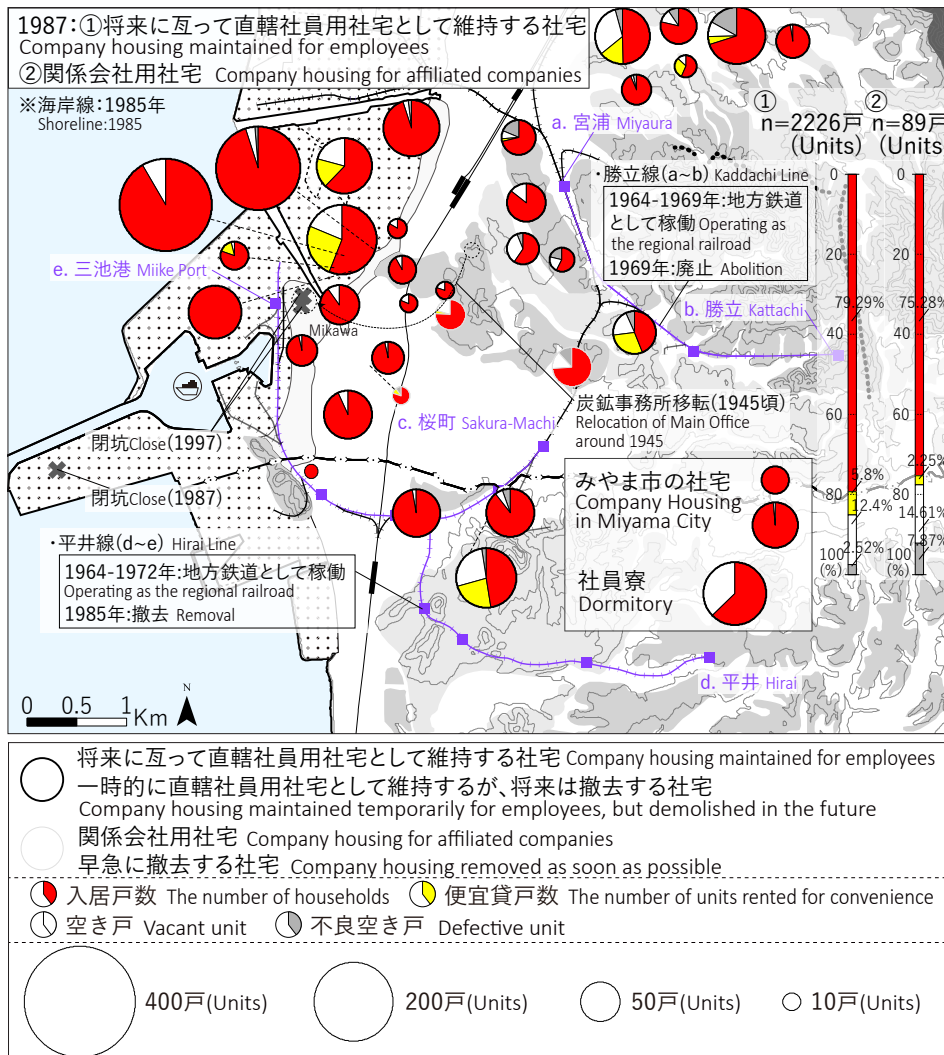 1987:①将来に亙って直轄社員用社宅として維持する社宅
Company housing maintained for employees
②関係会社用社宅 Company housing for affiliated companies
※海岸線:1985年
Shoreline:1985
① ②
n=2226戸 n=89戸
(Units) (Units)
a. 宮浦 Miyaura
・勝立線(a~b) Kaddachi Line
1964-1969年:地方鉄道
として稼働 Operating as
the regional railroad
1969年:廃止 Abolition
0 0
20 20
79.29% 75.28%
40 40
60 60
5.8% 2.25%
80 80
12.4% 14.61%
2.52% 7.87%
100 (%) 100 (%)
e. 三池港 Miike Port
b. 勝立 Kattachi
Mikawa
炭鉱事務所移転(1945頃)
Relocation of Main Office
around 1945
c. 桜町 Sakura-Machi
閉坑Close(1997)
閉坑Close(1987)
みやま市の社宅
Company Housing
in Miyama City
社員寮
Dormitory
・平井線(d~e) Hirai Line
1964-1972年:地方鉄道として稼働
Operating as the regional railroad
1985年:撤去 Removal
d. 平井 Hirai
0 0.5 1Km
N
将来に亙って直轄社員用社宅として維持する社宅 Company housing maintained for employees
一時的に直轄社員用社宅として維持するが、将来は撤去する社宅
Company housing maintained temporarily for employees, but demolished in the future
関係会社用社宅 Company housing for affiliated companies
早急に撤去する社宅 Company housing removed as soon as possible
入居戸数 The number of households 便宜貸戸数 The number of units rented for convenience
空き戸 Vacant unit 不良空き戸 Defective unit
400戸(Units) 200戸(Units) 50戸(Units) 10戸(Units)